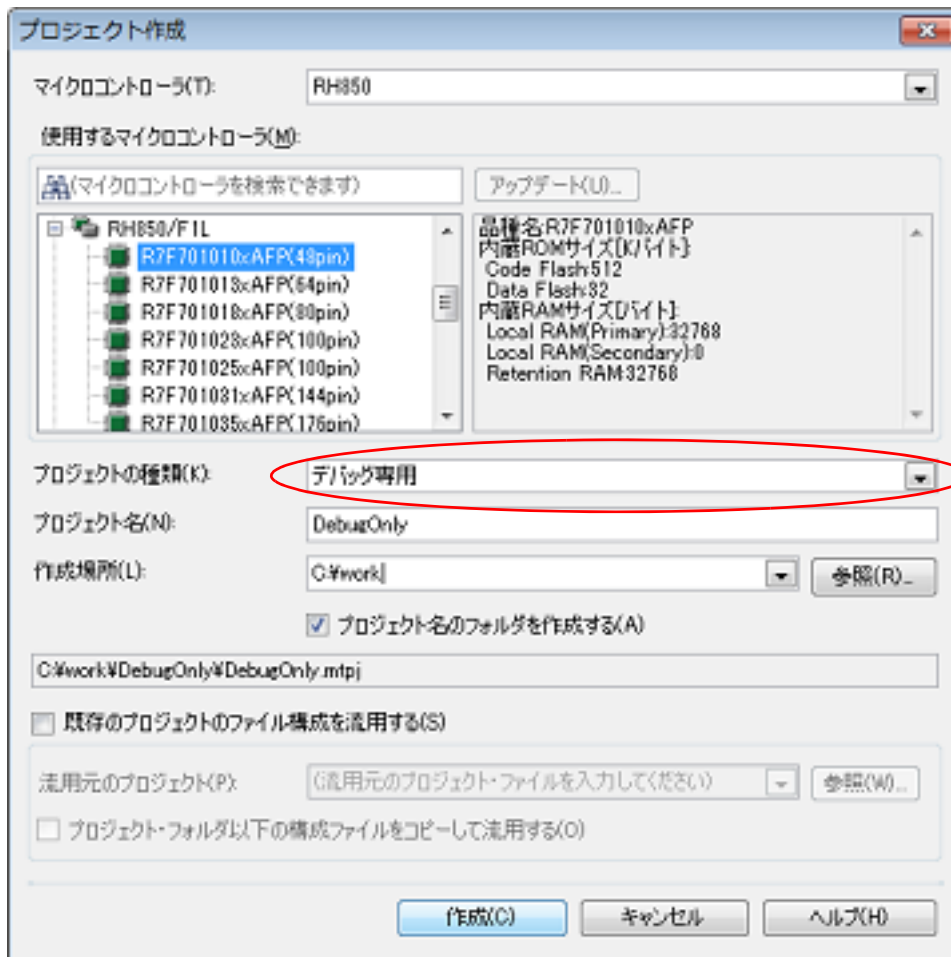 プロジェクト作成
マイクロコントローラ(T): RH850
使用するマイクロコントローラ(M):
(マイクロコントローラを検索できます) アップデート(U)...
RH850/F1L
R7F701010xAFP(48pin)
R7F701013xAFP(64pin)
R7F701018xAFP(80pin)
R7F701023xAFP(100pin)
R7F701025xAFP(100pin)
R7F701031xAFP(144pin)
R7F701035xAFP(176pin)
品種名:R7F701010xAFP
内蔵ROMサイズ[Kバイト]:
Code Flash:512
Data Flash:32
内蔵RAMサイズ[バイト]:
Local RAM(Primary):32768
Local RAM(Secondary):0
Retention RAM:32768
プロジェクトの種類(K): デバッグ専用
プロジェクト名(N): DebugOnly
作成場所(L): C:¥work 参照(R)...
プロジェクト名のフォルダを作成する(A)
C:¥work¥DebugOnly¥DebugOnly.mtpj
既存のプロジェクトのファイル構成を流用する(S)
流用元のプロジェクト(P): (流用元のプロジェクト・ファイルを入力してください) 参照(W)...
プロジェクト・フォルダ以下の構成ファイルをコピーして流用する(O)
作成(C) キャンセル ヘルプ(H)